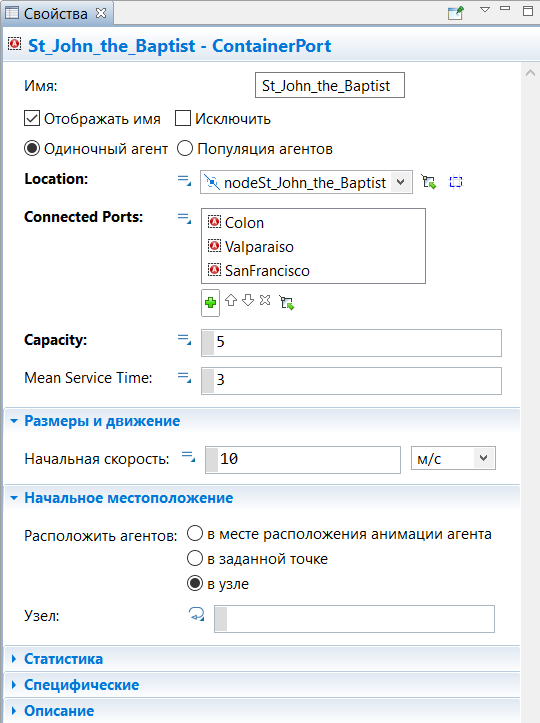 Свойства
St_John_the_Baptist - ContainerPort
Имя: St_John_the_Baptist
Отображать имя Исключить
Одиночный агент Популяция агентов
Location: nodeSt_John_the_Baptist
Connected Ports: Colon
Valparaiso
SanFrancisco
Capacity: 5
Mean Service Time: 3
Размеры и движение
Начальная скорость: 10 м/с
Начальное местоположение
Расположить агентов: в месте расположения анимации агента
в заданной точке
в узле
Узел:
Статистика
Специфические
Описание